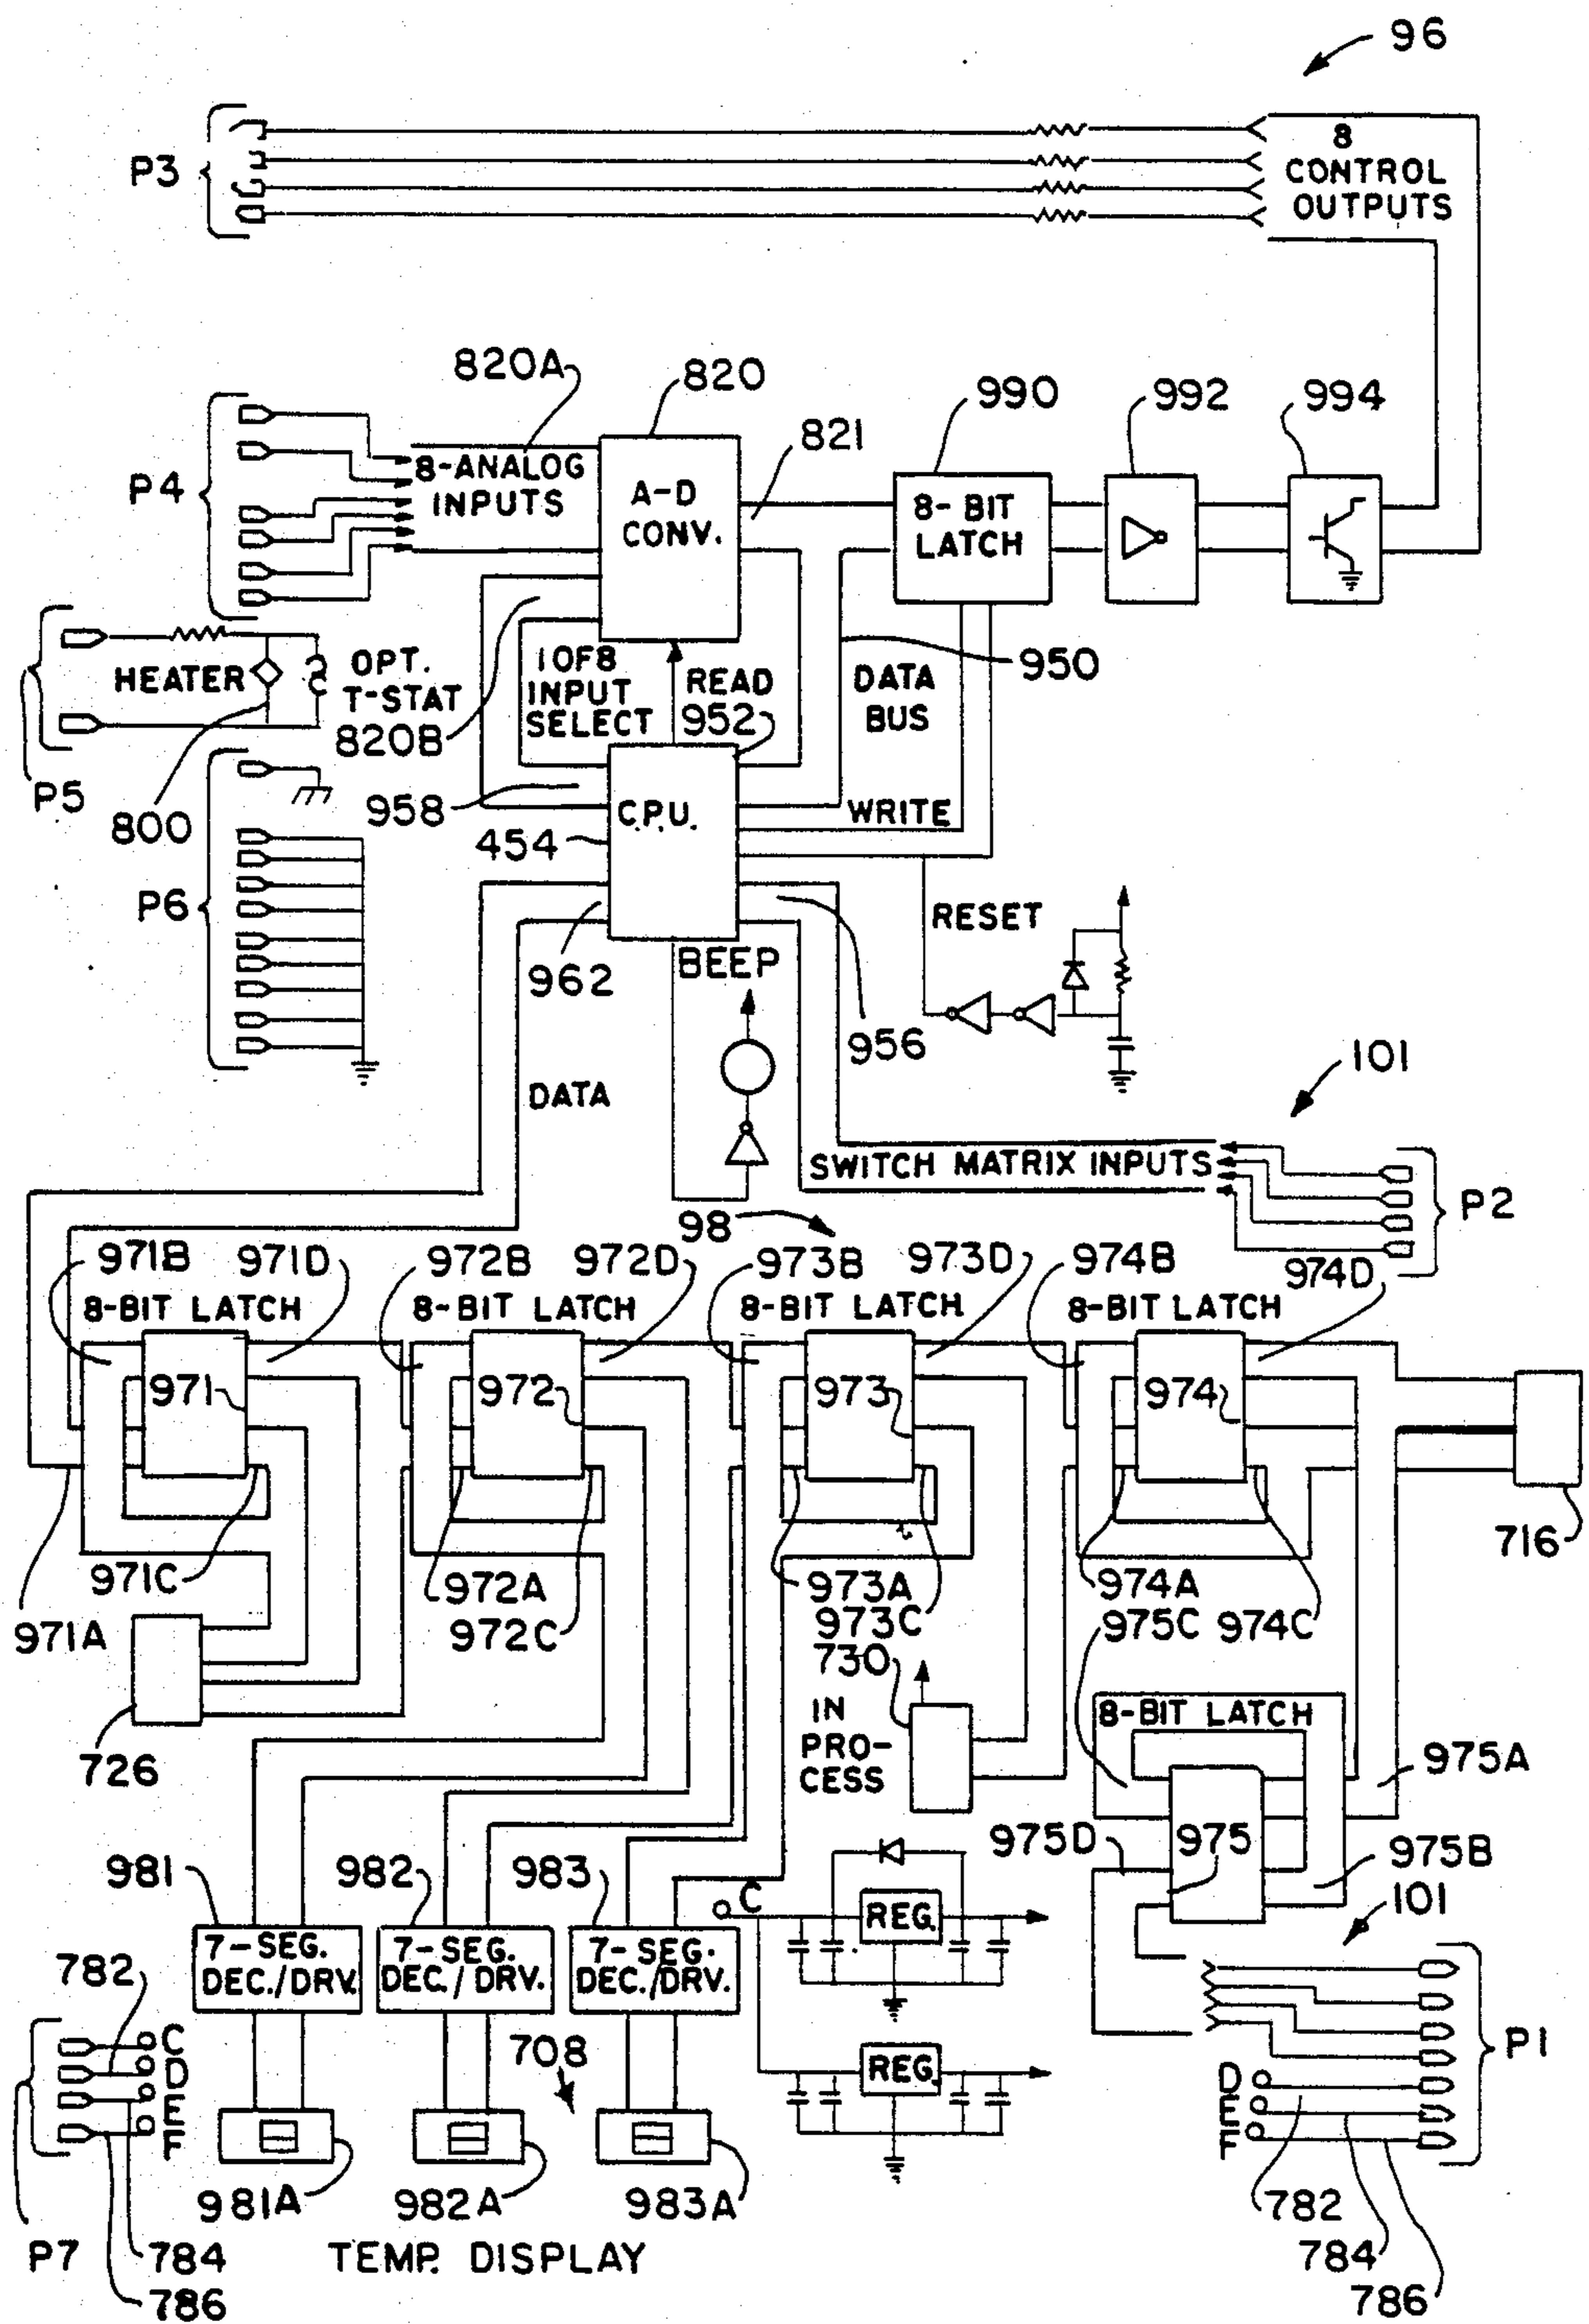 96
P3
8
CONTROL
OUTPUTS
820A
820
990
992
994
821
P4
8-ANALOG
INPUTS
A-D
CONV.
8-BIT
LATCH
HEATER
OPT.
T-STAT
820B
1 OF 8
INPUT
SELECT
READ
952
DATA
BUS
950
P5
800
958
C.P.U.
WRITE
454
P6
RESET
962
BEEP
956
101
DATA
SWITCH MATRIX INPUTS
P2
98
971B
971D
972B
972D
973B
973D
974B
974D
8-BIT LATCH
8-BIT LATCH
8-BIT LATCH
8-BIT LATCH
971
972
973
974
716
971C
972A
973A
974A
971A
972C
973C
975C
974C
730
726
IN
PRO-
CESS
8-BIT LATCH
975A
975D
975
975B
981
982
983
C
REG.
101
7-SEG.
DEC./DRV.
7-SEG.
DEC./DRV.
7-SEG.
DEC./DRV.
782
C
D
E
F
708
REG.
P1
D
E
F
981A
982A
983A
782
P7
784
786
TEMP. DISPLAY
784
786